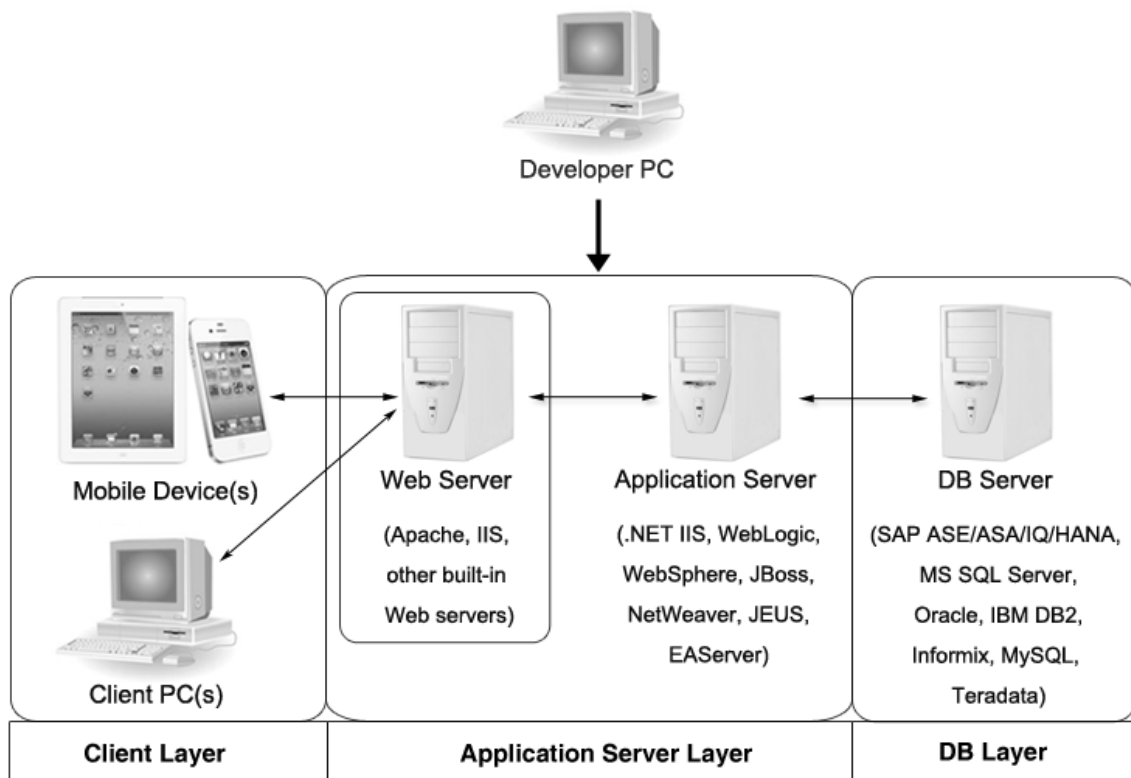 Developer PC
Mobile Device(s)
Client PC(s)
Web Server
(Apache, IIS,
other built-in
Web servers)
Application Server
(.NET IIS, WebLogic,
WebSphere, JBoss,
NetWeaver, JEUS,
EAServer)
DB Server
(SAP ASE/ASA/IQ/HANA,
MS SQL Server,
Oracle, IBM DB2,
Informix, MySQL,
Teradata)
Client Layer
Application Server Layer
DB Layer